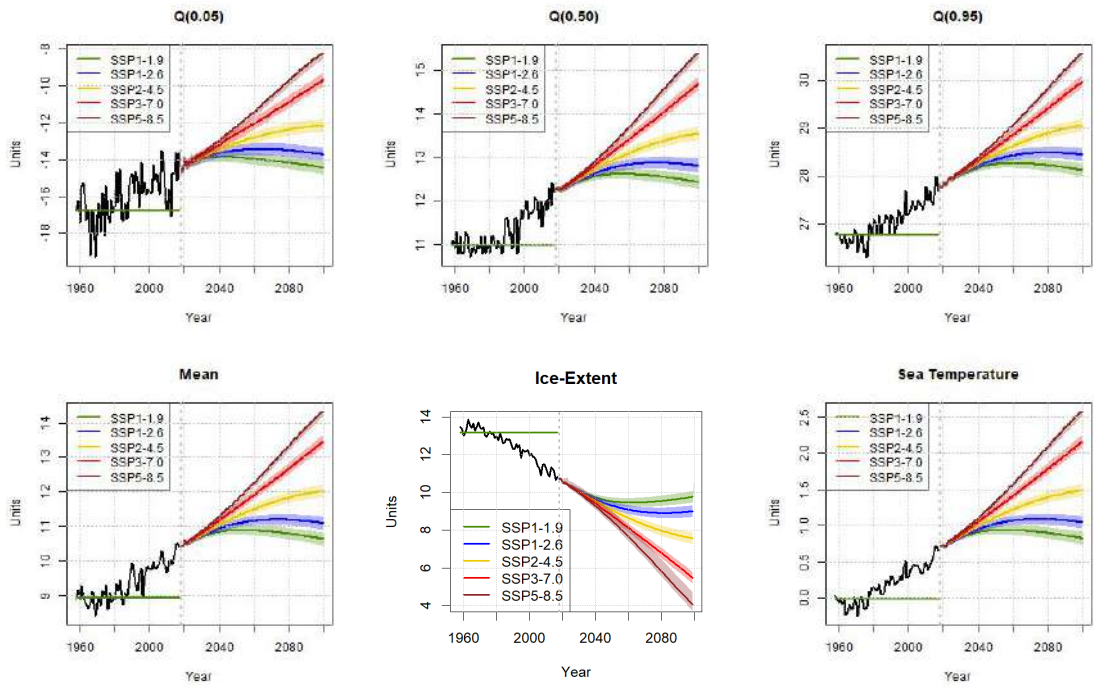 Q(0.05)
SSP1-1.9
SSP1-2.6
SSP2-4.5
SSP3-7.0
SSP5-8.5
-8
-10
-12
-14
-16
-18
Units
1960 2000 2040 2080
Year
Q(0.50)
SSP1-1.9
SSP1-2.6
SSP2-4.5
SSP3-7.0
SSP5-8.5
15
14
13
12
11
Units
1960 2000 2040 2080
Year
Q(0.95)
SSP1-1.9
SSP1-2.6
SSP2-4.5
SSP3-7.0
SSP5-8.5
30
29
28
27
Units
1960 2000 2040 2080
Year
Mean
SSP1-1.9
SSP1-2.6
SSP2-4.5
SSP3-7.0
SSP5-8.5
14
13
12
11
10
9
Units
1960 2000 2040 2080
Year
Ice-Extent
14
12
10
8
6
4
Units
SSP1-1.9
SSP1-2.6
SSP2-4.5
SSP3-7.0
SSP5-8.5
1960 2000 2040 2080
Year
Sea Temperature
SSP1-1.9
SSP1-2.6
SSP2-4.5
SSP3-7.0
SSP5-8.5
2.5
2.0
1.5
1.0
0.5
0.0
Units
1960 2000 2040 2080
Year